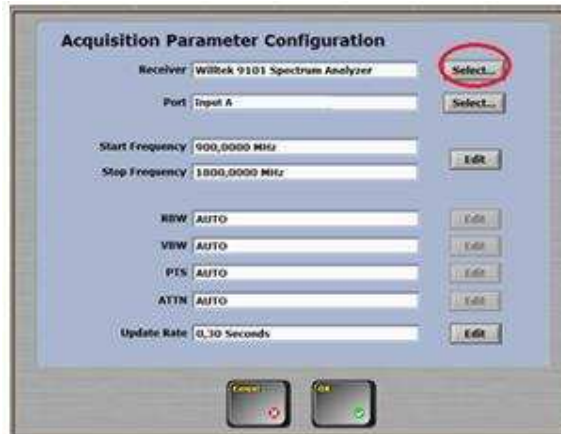 Acquisition Parameter Configuration
Receiver Willtek 9101 Spectrum Analyzer Select...
Port Input A Select...
Start Frequency 900,0000 MHz
Edit
Stop Frequency 1800,0000 MHz
RBW AUTO Edit
VBW AUTO Edit
PTS AUTO Edit
ATTN AUTO Edit
Update Rate 0,30 Seconds Edit
Cancel OK